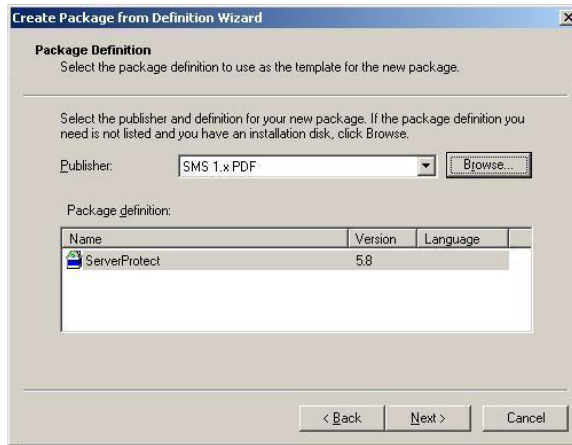 Create Package from Definition Wizard
Package Definition
Select the package definition to use as the template for the new package.
Select the publisher and definition for your new package. If the package definition you
need is not listed and you have an installation disk, click Browse.
Publisher: SMS 1.x PDF Browse...
Package definition:
Name Version Language
ServerProtect 5.8
< Back Next > Cancel